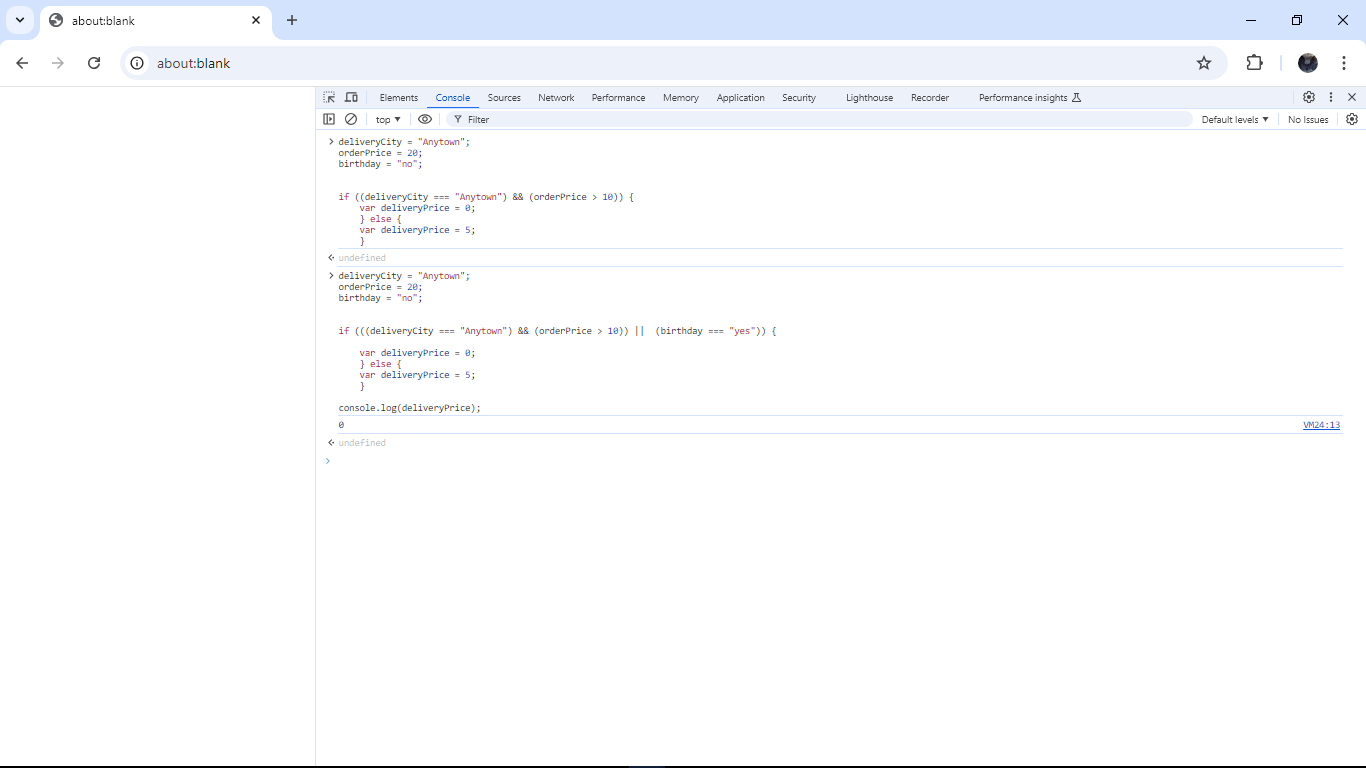 about:blank
about:blank
Elements Console Sources Network Performance Memory Application Security Lighthouse Recorder Performance insights
top Filter Default levels No Issues
deliveryCity = "Anytown";
orderPrice = 20;
birthday = "no";
if ((deliveryCity === "Anytown") && (orderPrice > 10)) {
var deliveryPrice = 0;
} else {
var deliveryPrice = 5;
}
undefined
deliveryCity = "Anytown";
orderPrice = 20;
birthday = "no";
if (((deliveryCity === "Anytown") && (orderPrice > 10)) || (birthday === "yes")) {
var deliveryPrice = 0;
} else {
var deliveryPrice = 5;
}
console.log(deliveryPrice);
0 VM24:13
undefined